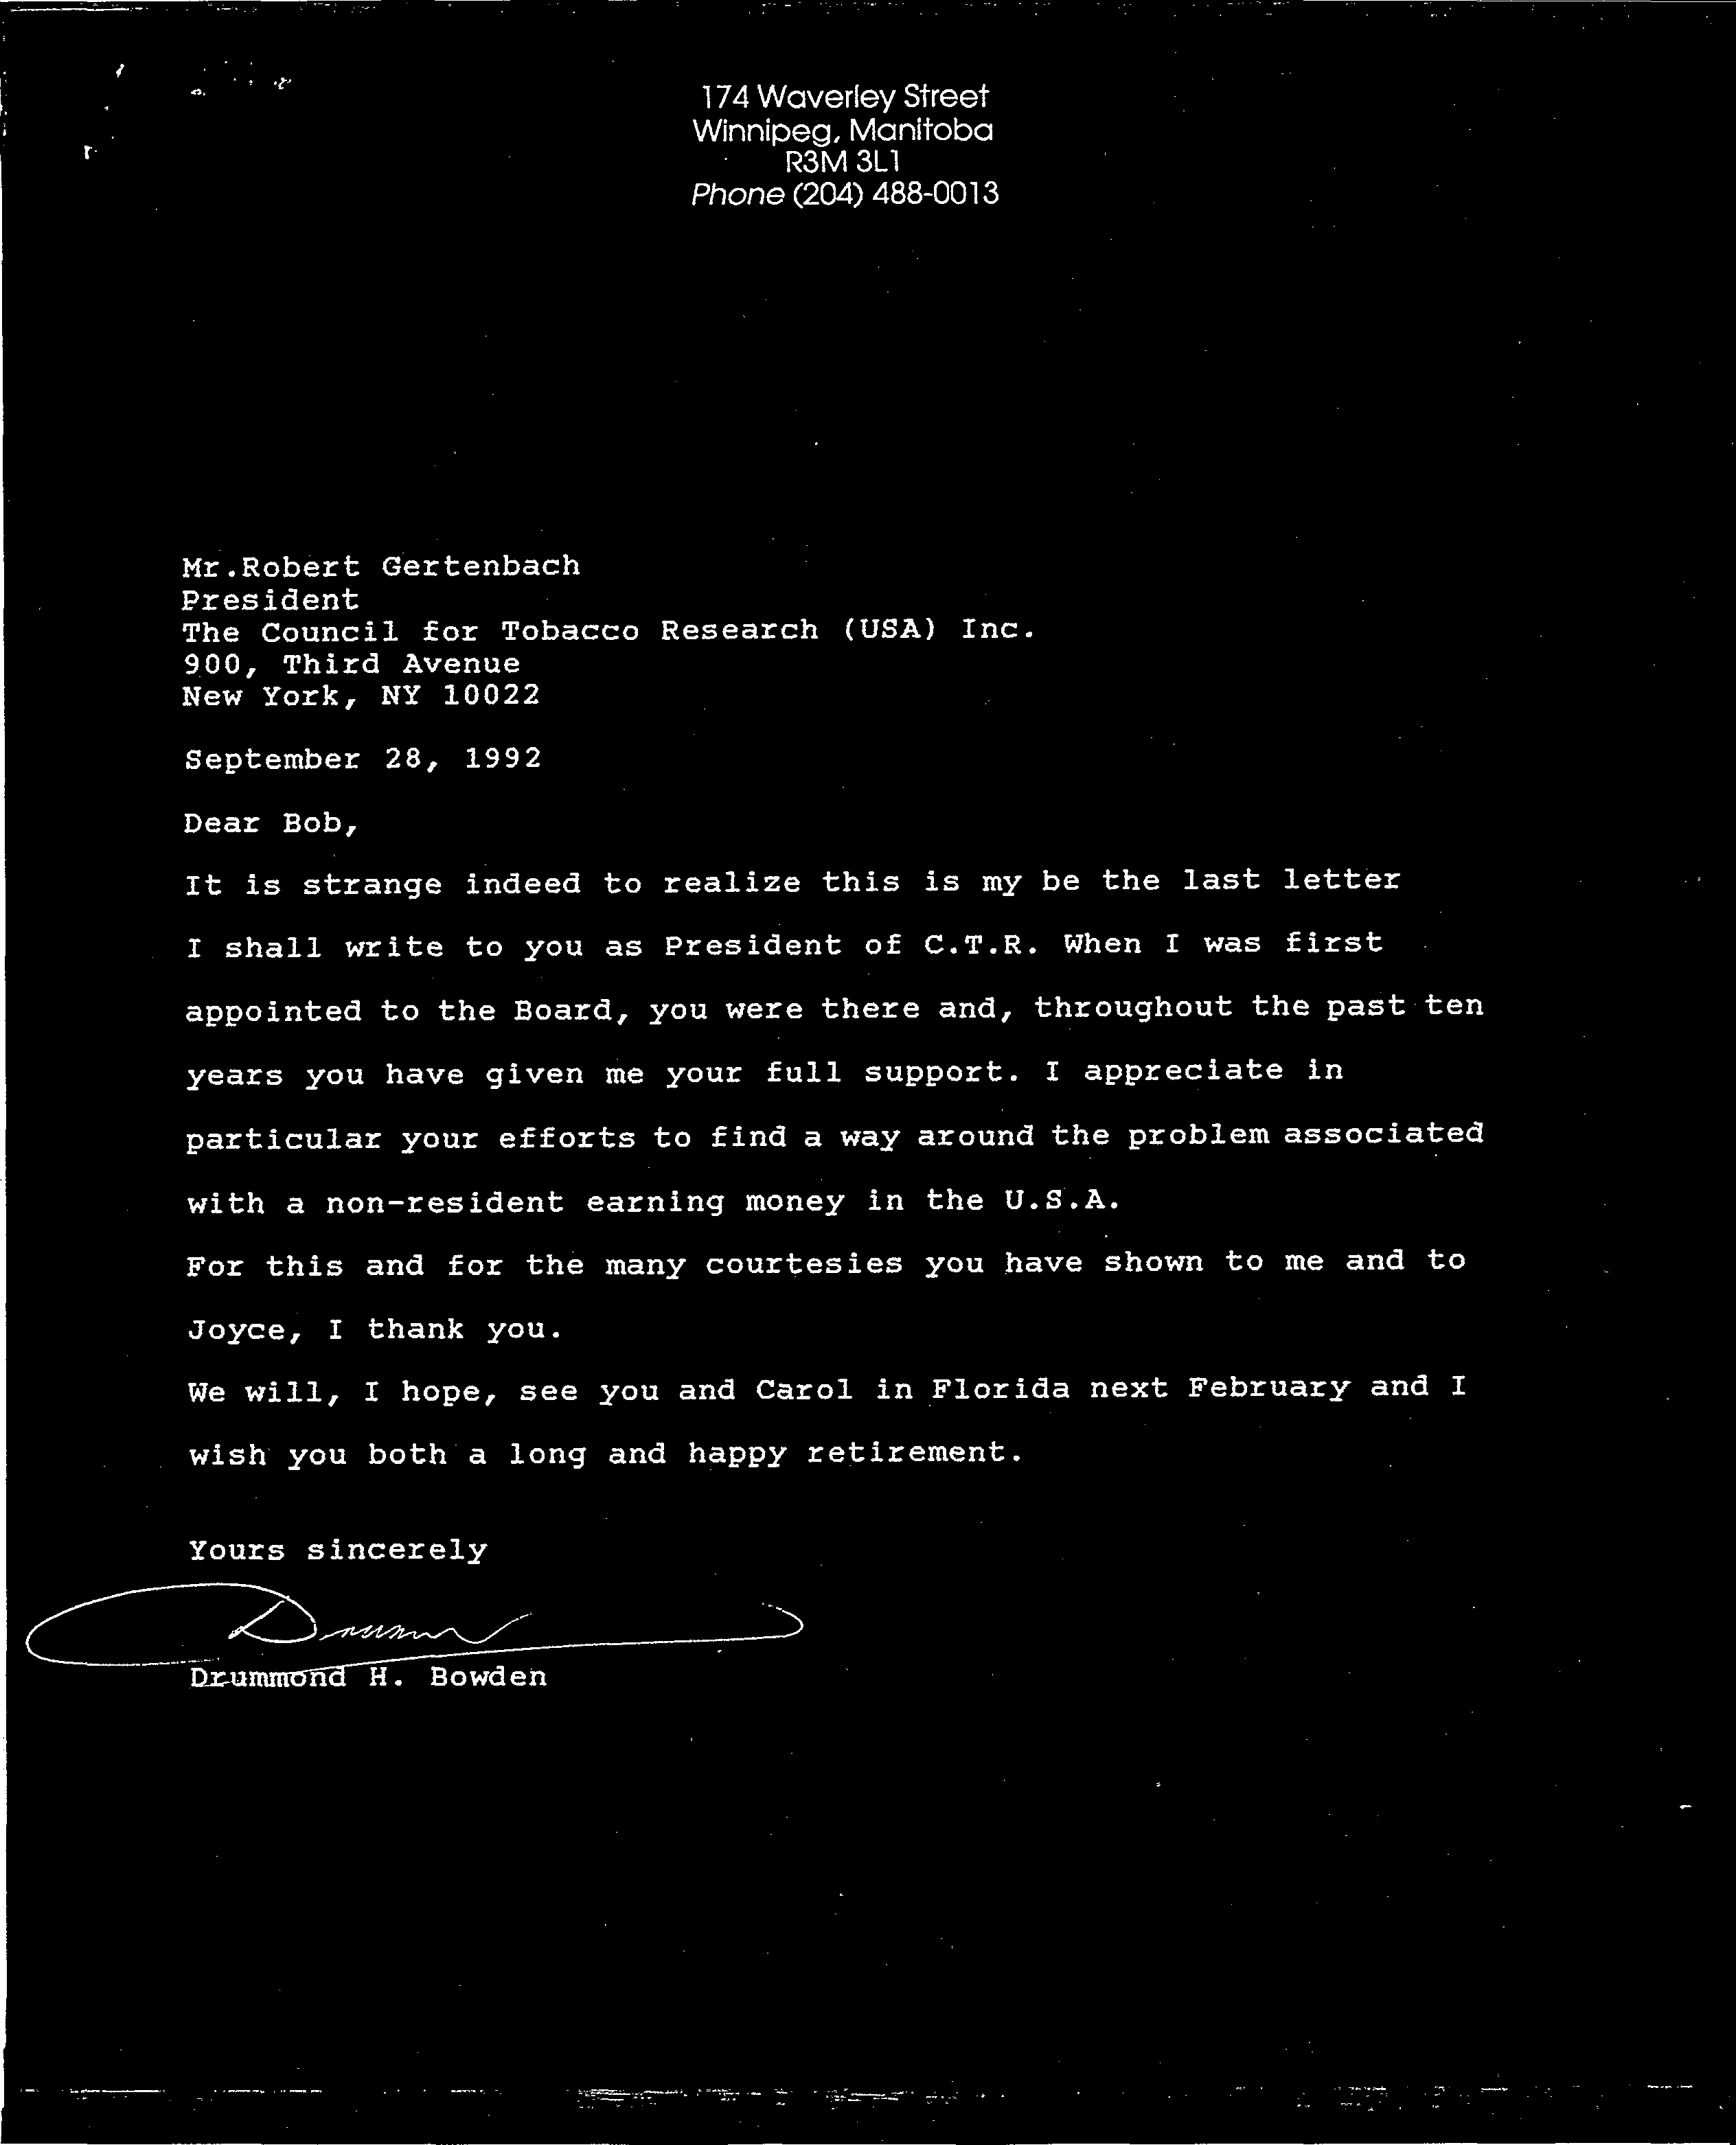 174 Waverley Street
Winnipeg, Manitoba
R3M 3L1
Phone (204) 488-0013
Mr.Robert Gertenbach
President
The Council for Tobacco Research (USA) Inc.
900, Third Avenue
New York, NY 10022
September 28, 1992
Dear Bob,
It is strange indeed to realize this is my be the last letter
I shall write to you as President of C.T.R. When I was first
appointed to the Board, you were there and, throughout the past ten
years you have given me your full support. I appreciate in
particular your efforts to find a way around the problem associated
with a non-resident earning money in the U.S.A.
For this and for the many courtesies you have shown to me and to
Joyce, I thank you.
We will, I hope, see you and Carol in Florida next February and I
wish you both a long and happy retirement.
Yours sincerely
Drummond H. Bowden